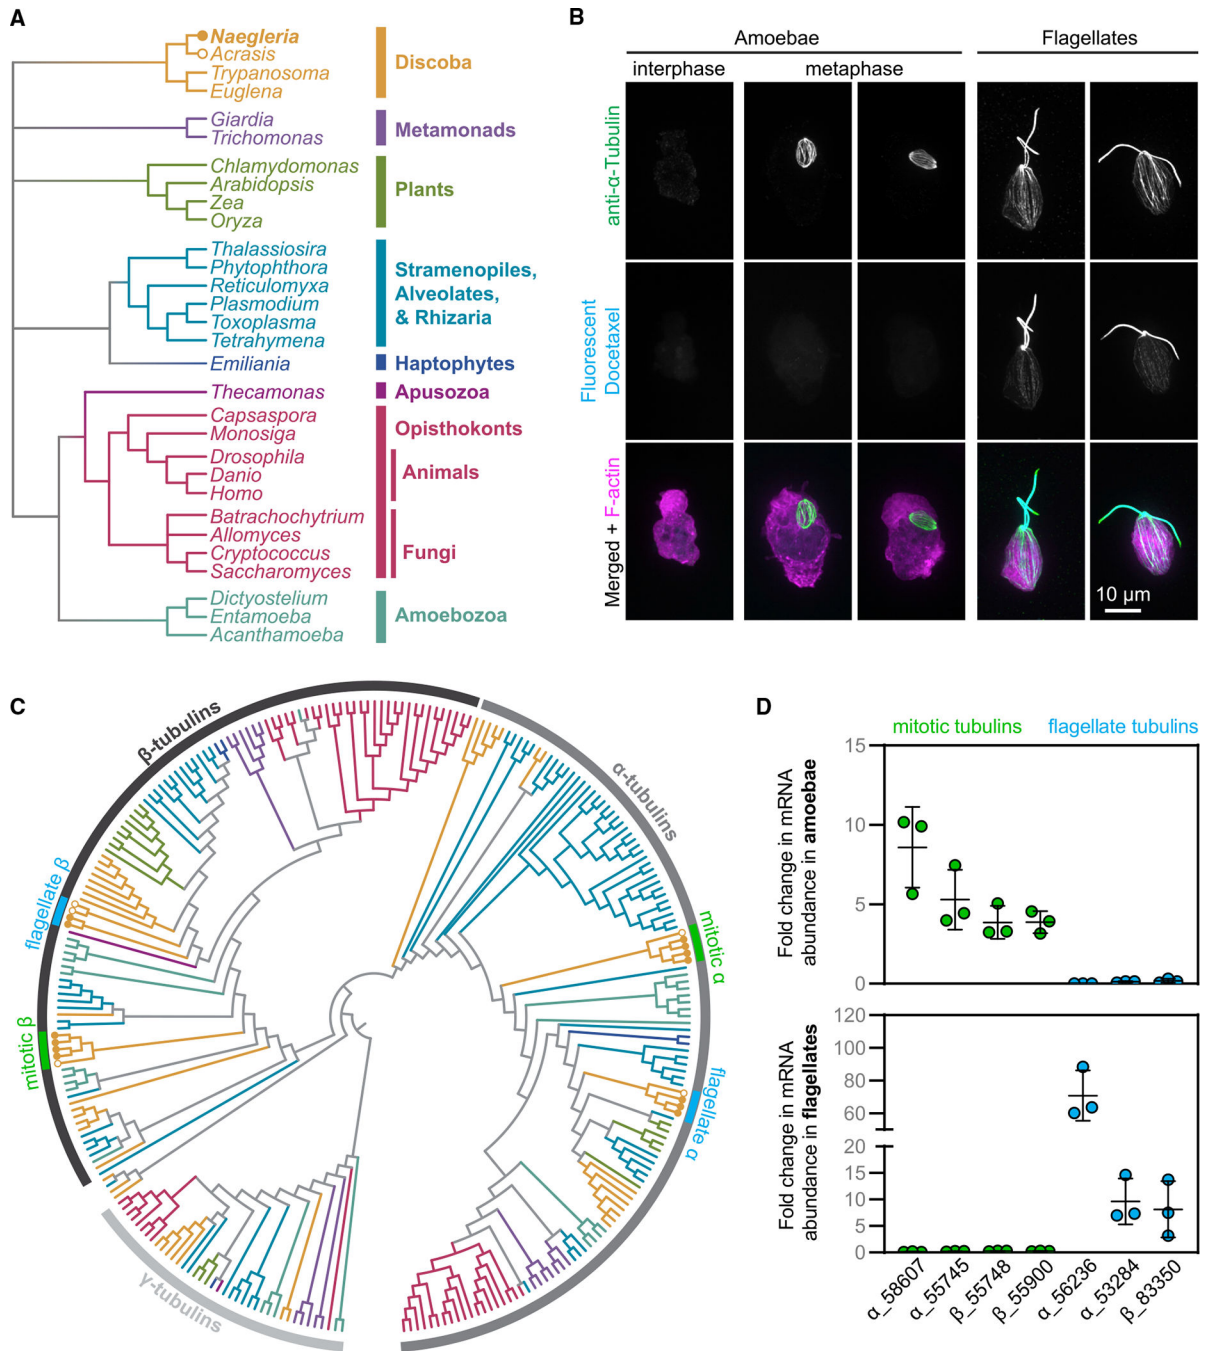 A
Naegleria
Acrasis
Trypanosoma
Euglena
Discoba
Giardia
Trichomonas
Metamonads
Chlamydomonas
Arabidopsis
Zea
Oryza
Plants
Thalassiosira
Phytophthora
Reticulomyxa
Plasmodium
Toxoplasma
Tetrahymena
Stramenopiles,
Alveolates,
& Rhizaria
Emiliania
Haptophytes
Thecamonas
Apusozoa
Capsaspora
Monosiga
Opisthokonts
Drosophila
Danio
Homo
Animals
Batrachochytrium
Allomyces
Cryptococcus
Saccharomyces
Fungi
Dictyostelium
Entamoeba
Acanthamoeba
Amoebozoa
B
Amoebae
Flagellates
interphase
metaphase
anti-α-Tubulin
Fluorescent
Docetaxel
Merged + F-actin
10 µm
C
β-tubulins
α-tubulins
flagellate β
mitotic α
mitotic β
flagellate α
γ-tubulins
D
mitotic tubulins
flagellate tubulins
Fold change in mRNA
abundance in amoebae
15
10
5
0
Fold change in mRNA
abundance in flagellates
120
100
80
60
20
15
10
5
0
α_58607
α_55745
β_55748
β_55900
α_56236
α_53284
β_83350